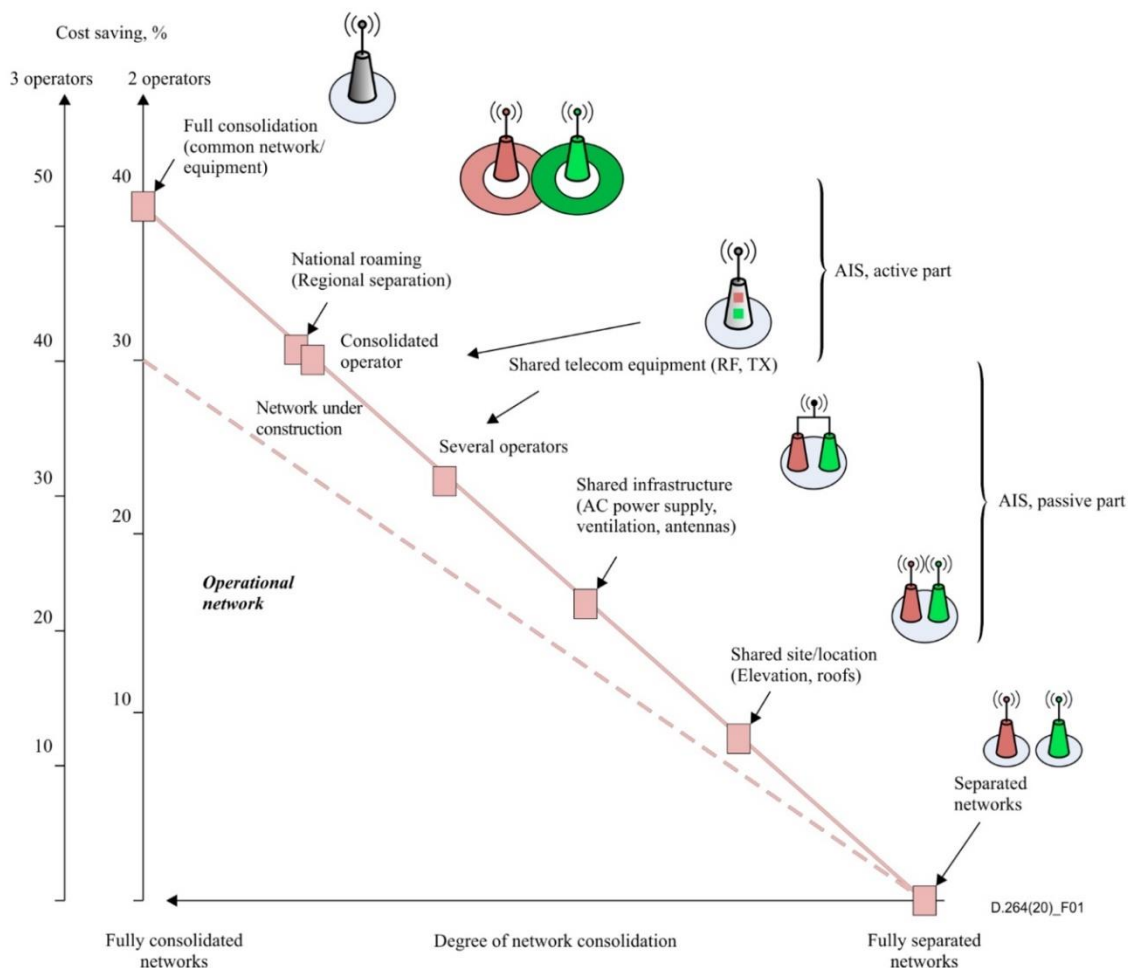 Cost saving, %
3 operators
2 operators
Full consolidation
(common network/
equipment)
50
40
National roaming
(Regional separation)
AIS, active part
Consolidated
operator
40
30
Shared telecom equipment (RF, TX)
Network under
construction
Several operators
30
Shared infrastructure
(AC power supply,
ventilation, antennas)
AIS, passive part
20
Operational
network
20
Shared site/location
(Elevation, roofs)
10
10
Separated
networks
D.264(20)_F01
Fully consolidated
networks
Degree of network consolidation
Fully separated
networks